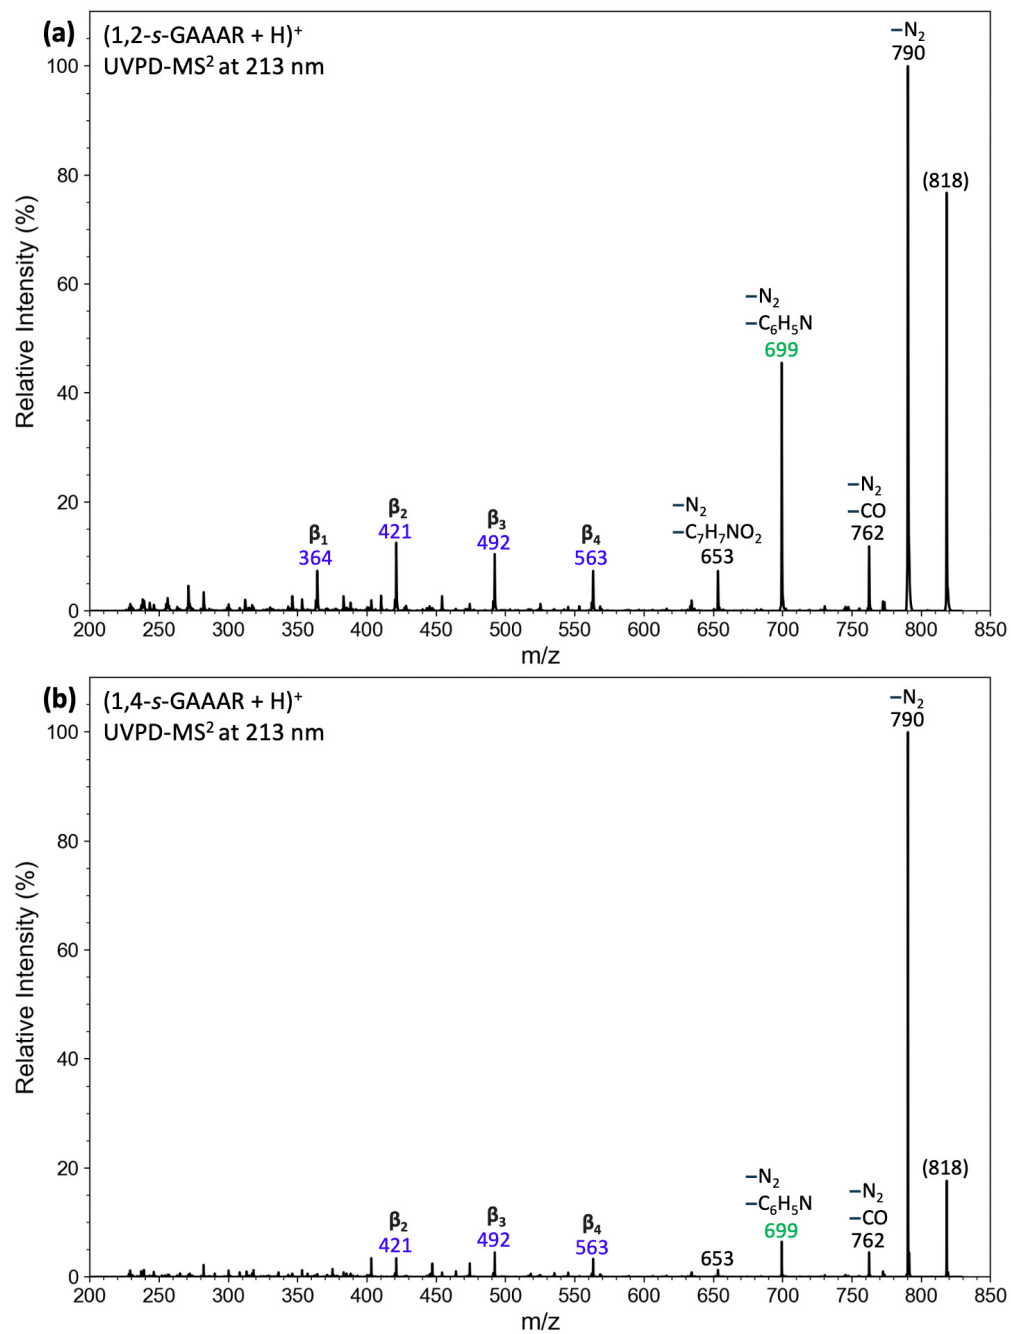 (a)
(1,2-s-GAAAR + H)⁺
UVPD-MS² at 213 nm
−N₂
790
(818)
−N₂
−C₆H₅N
699
−N₂
−CO
762
−N₂
−C₇H₇NO₂
653
β₁
364
β₂
421
β₃
492
β₄
563
Relative Intensity (%)
100
80
60
40
20
0
200 250 300 350 400 450 500 550 600 650 700 750 800 850
m/z
(b)
(1,4-s-GAAAR + H)⁺
UVPD-MS² at 213 nm
−N₂
790
(818)
−N₂
−C₆H₅N
699
−N₂
−CO
762
653
β₂
421
β₃
492
β₄
563
Relative Intensity (%)
100
80
60
40
20
0
200 250 300 350 400 450 500 550 600 650 700 750 800 850
m/z